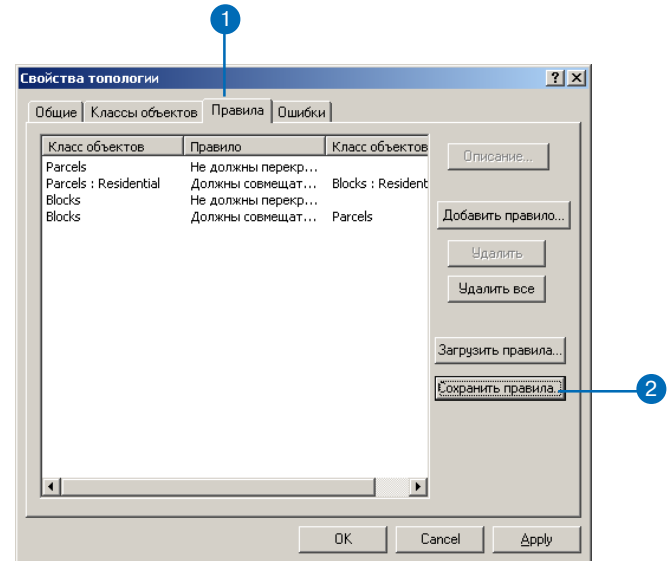 1
Свойства топологии
Общие Классы объектов Правила Ошибки
Класс объектов Правило Класс объектов
Parcels Не должны перекр...
Parcels : Residential Должны совмещат... Blocks : Resident
Blocks Не должны перекр...
Blocks Должны совмещат... Parcels
Описание...
Добавить правило...
Удалить
Удалить все
Загрузить правила...
Сохранить правила...
2
OK Cancel Apply